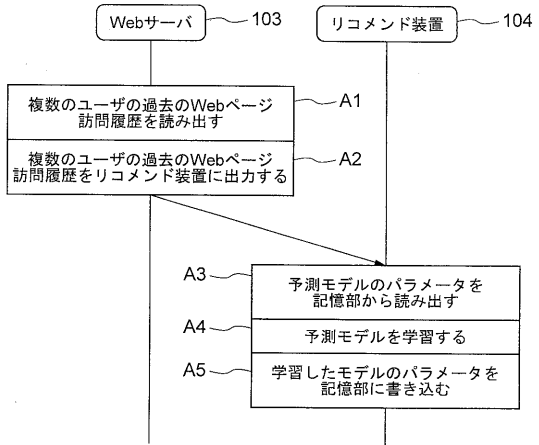 Webサーバ
103
リコメンド装置
104
複数のユーザの過去のWebページ
訪問履歴を読み出す
A1
複数のユーザの過去のWebページ
訪問履歴をリコメンド装置に出力する
A2
A3
予測モデルのパラメータを
記憶部から読み出す
A4
予測モデルを学習する
A5
学習したモデルのパラメータを
記憶部に書き込む